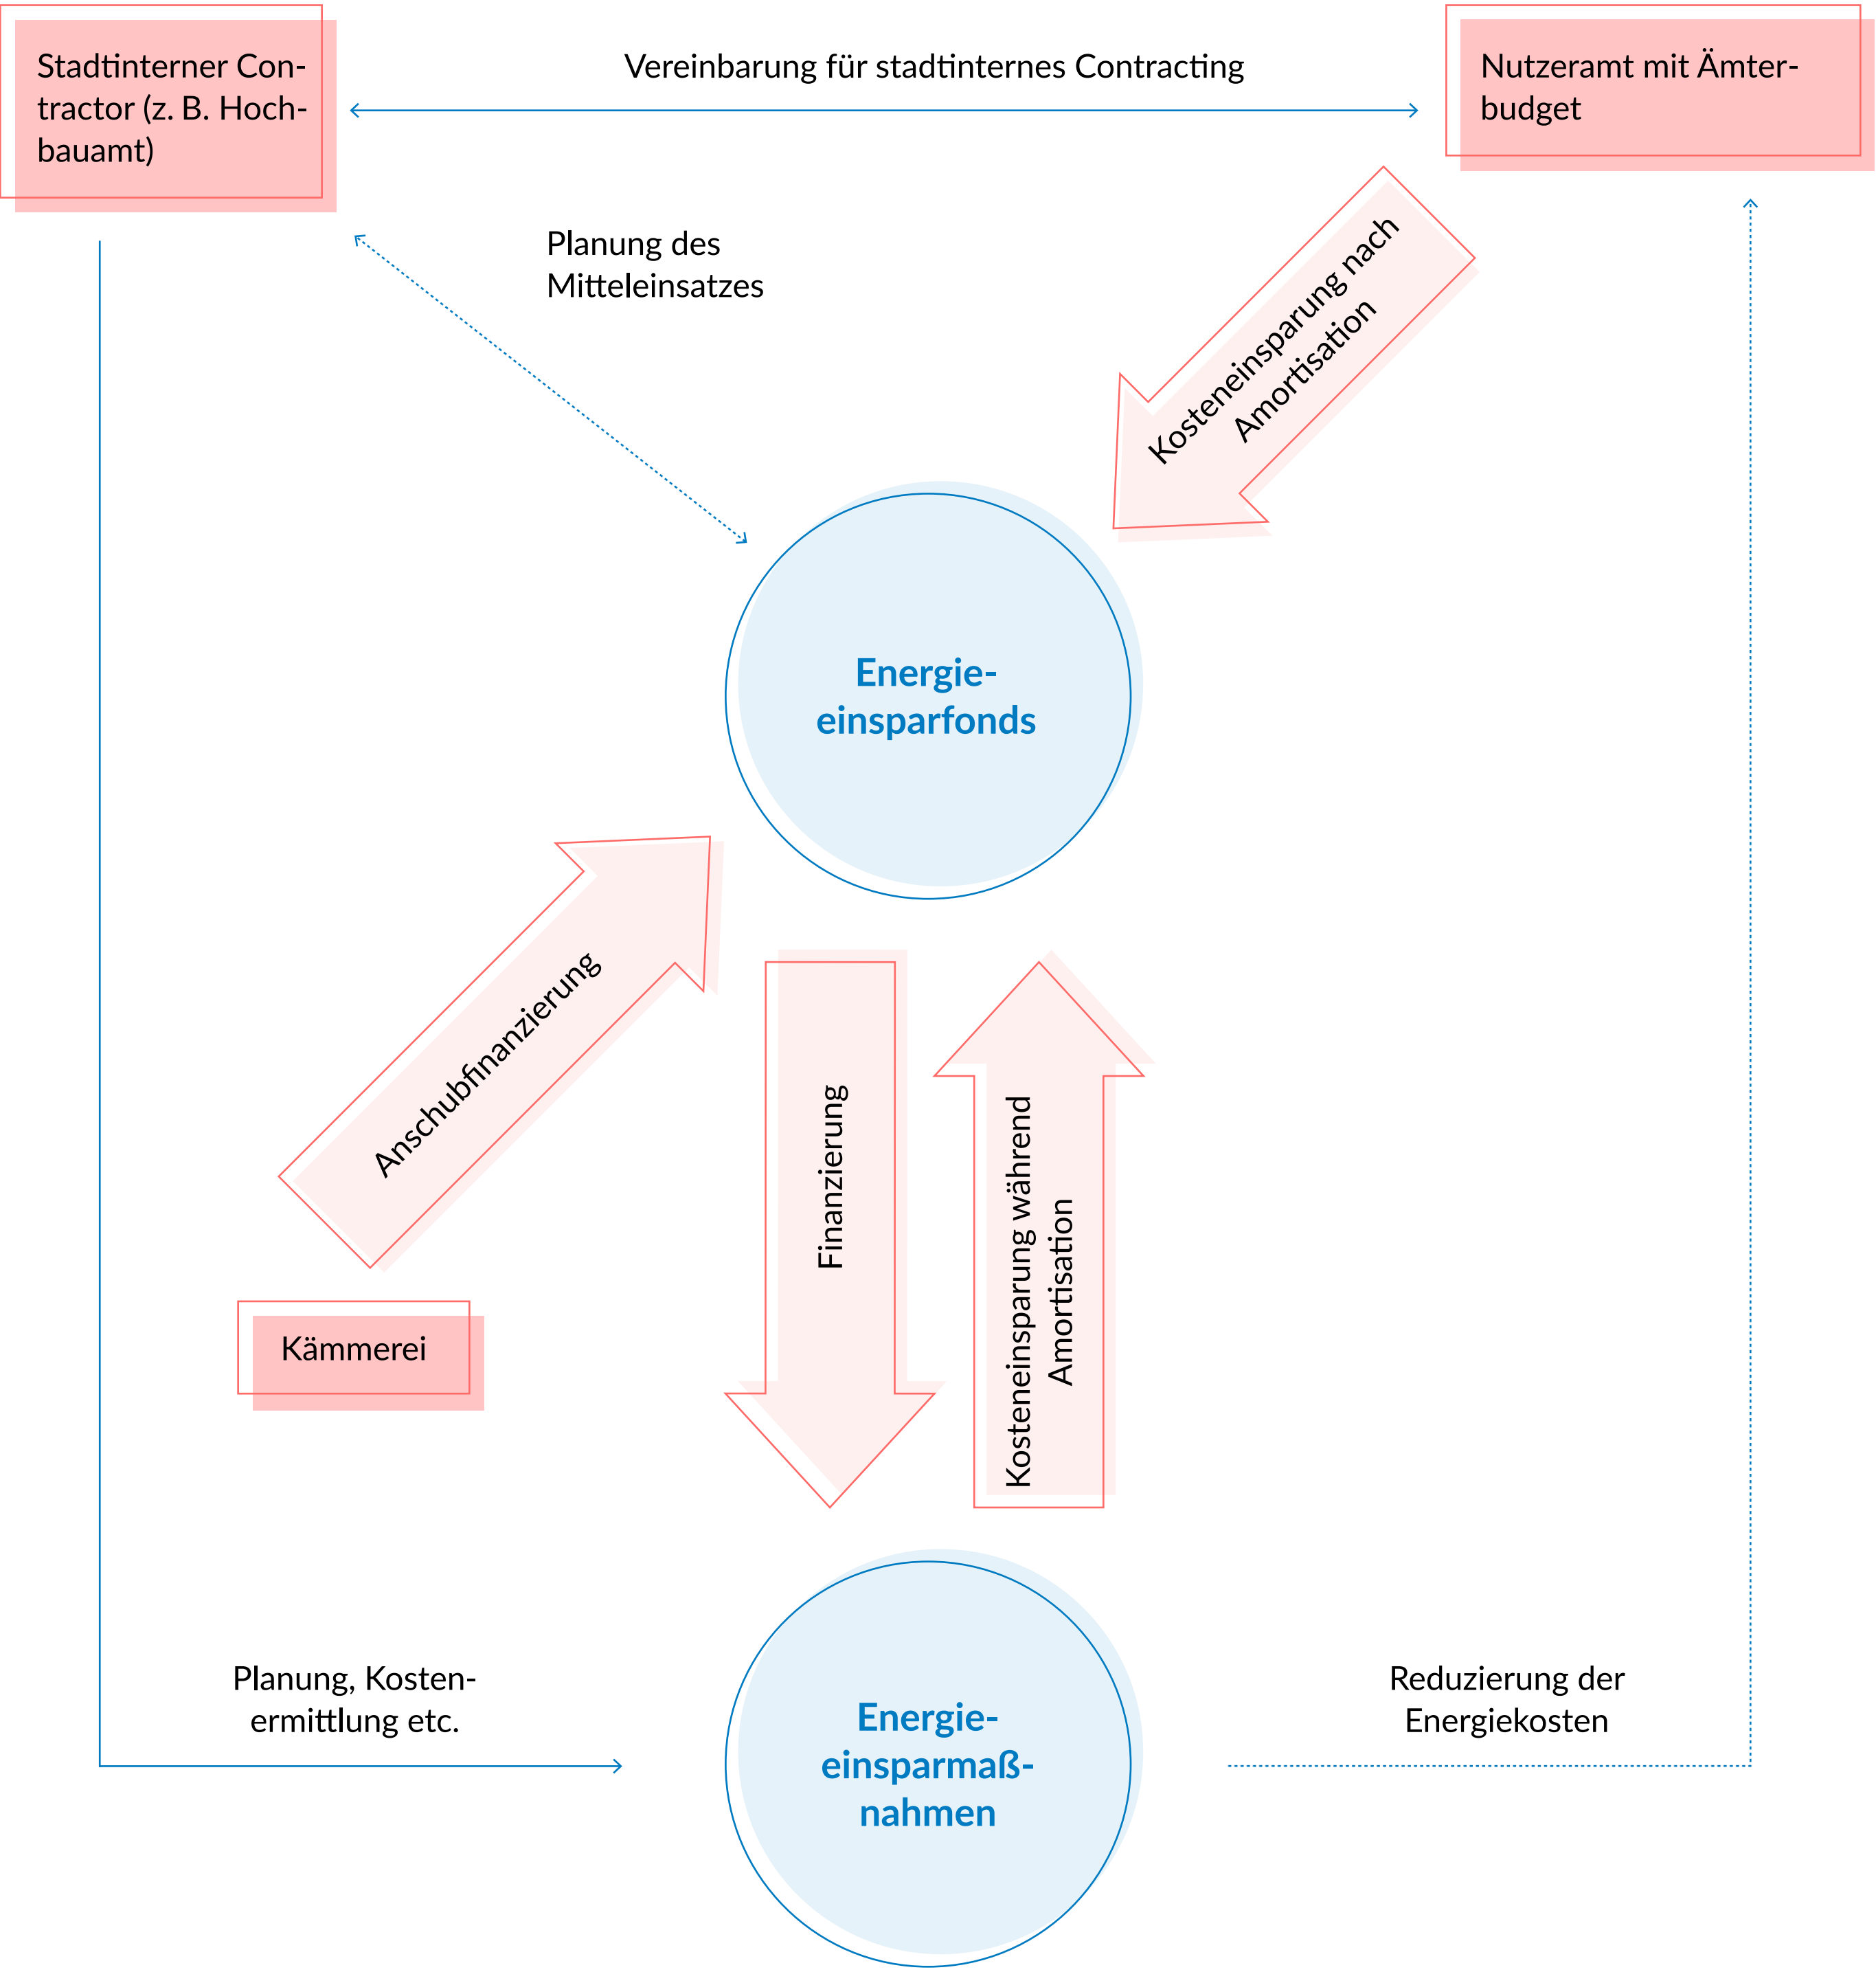 Stadtinterner Con-
tractor (z. B. Hoch-
bauamt)
Vereinbarung für stadtinternes Contracting
Nutzeramt mit Ämter-
budget
Planung des
Mitteleinsatzes
Kosteneinsparung nach
Amortisation
Energie-
einsparfonds
Anschubfinanzierung
Finanzierung
Kosteneinsparung während
Amortisation
Kämmerei
Planung, Kosten-
ermittlung etc.
Energie-
einsparmaß-
nahmen
Reduzierung der
Energiekosten